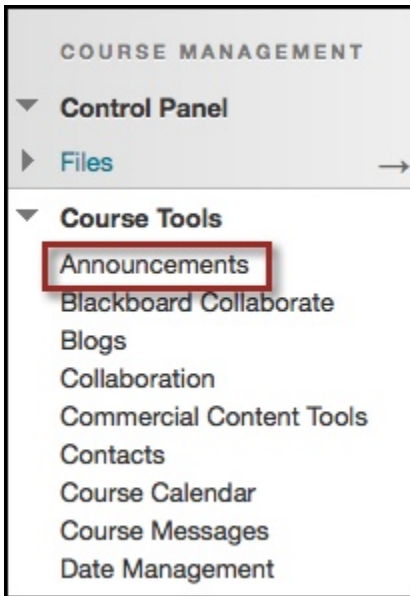 COURSE MANAGEMENT
Control Panel
Files
Course Tools
Announcements
Blackboard Collaborate
Blogs
Collaboration
Commercial Content Tools
Contacts
Course Calendar
Course Messages
Date Management